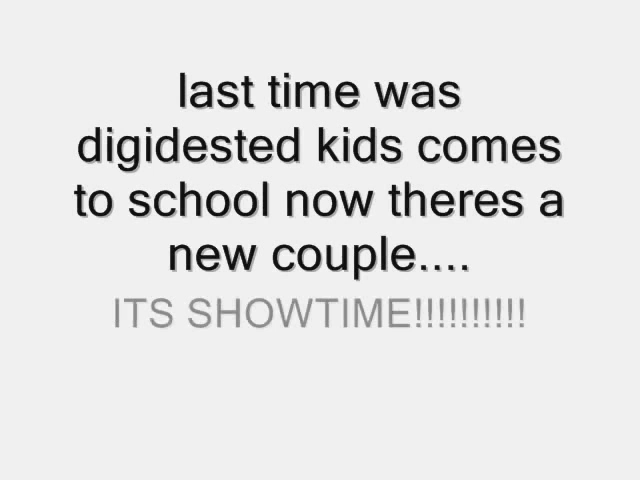 last time was
digidested kids comes
to school now theres a
new couple....
ITS SHOWTIME!!!!!!!!!!